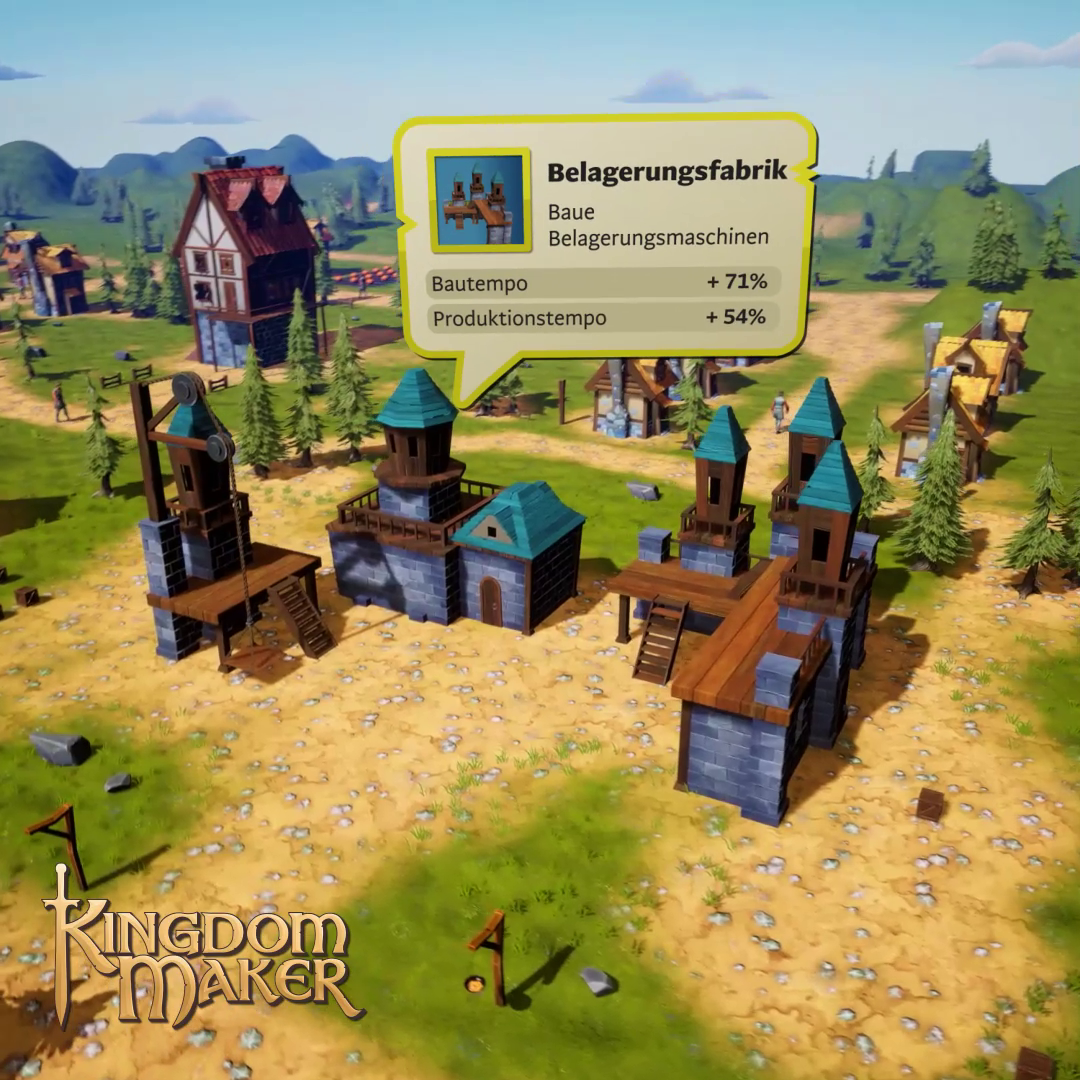 Belagerungsfabrik
Baue
Belagerungsmaschinen
Bautempo + 71%
Produktionstempo + 54%
KINGDOM
MAKER